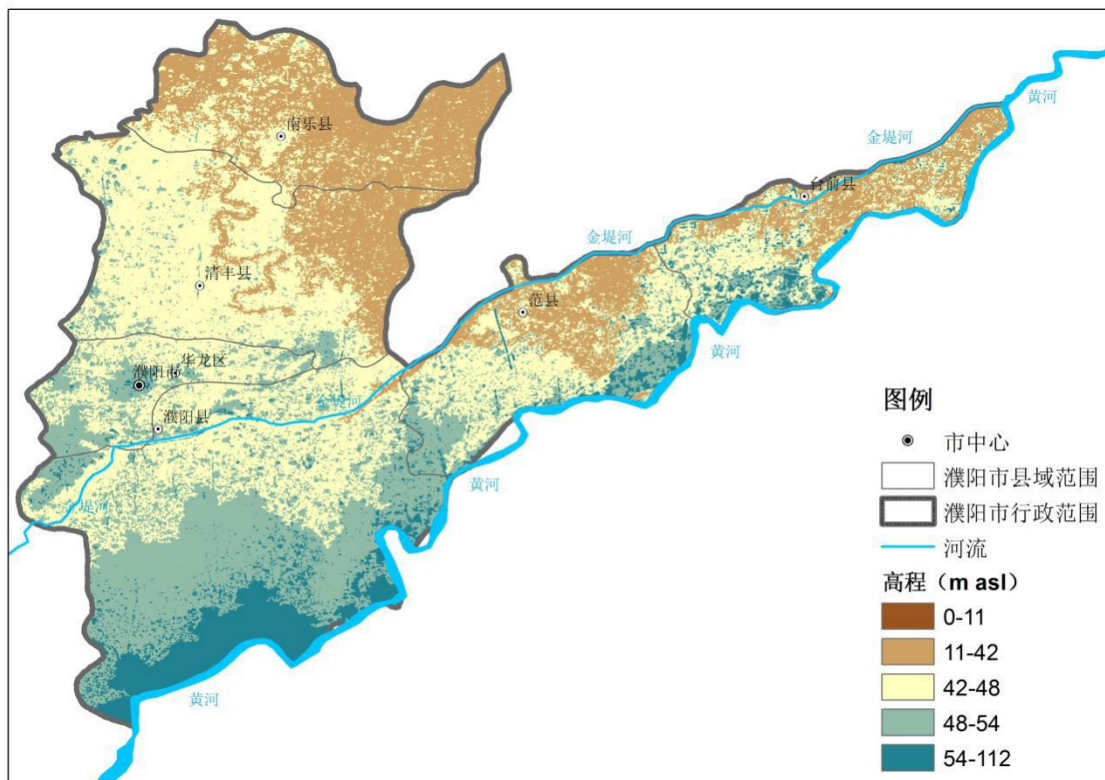 黄河
金堤河
南乐县
台前县
金堤河
清丰县
范县
黄河
华龙区
濮阳市
金堤河
濮阳县
黄河
金堤河
黄河
图例
市中心
濮阳市县域范围
濮阳市行政范围
河流
高程（m asl）
0-11
11-42
42-48
48-54
54-112